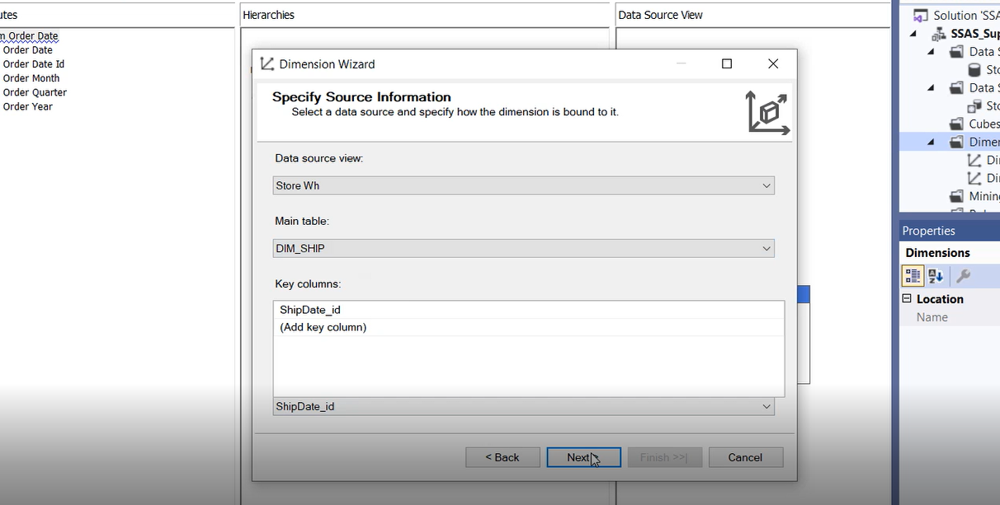 utes
Hierarchies
Data Source View
m Order Date
Order Date
Order Date Id
Order Month
Order Quarter
Order Year
Dimension Wizard
Specify Source Information
Select a data source and specify how the dimension is bound to it.
Data source view:
Store Wh
Main table:
DIM_SHIP
Key columns:
ShipDate_id
(Add key column)
ShipDate_id
< Back
Next >
Finish >>|
Cancel
Solution 'SSA
SSAS_Sup
Data S
Sto
Data S
Sto
Cubes
Dimen
Di
Di
Mining
Properties
Dimensions
Location
Name